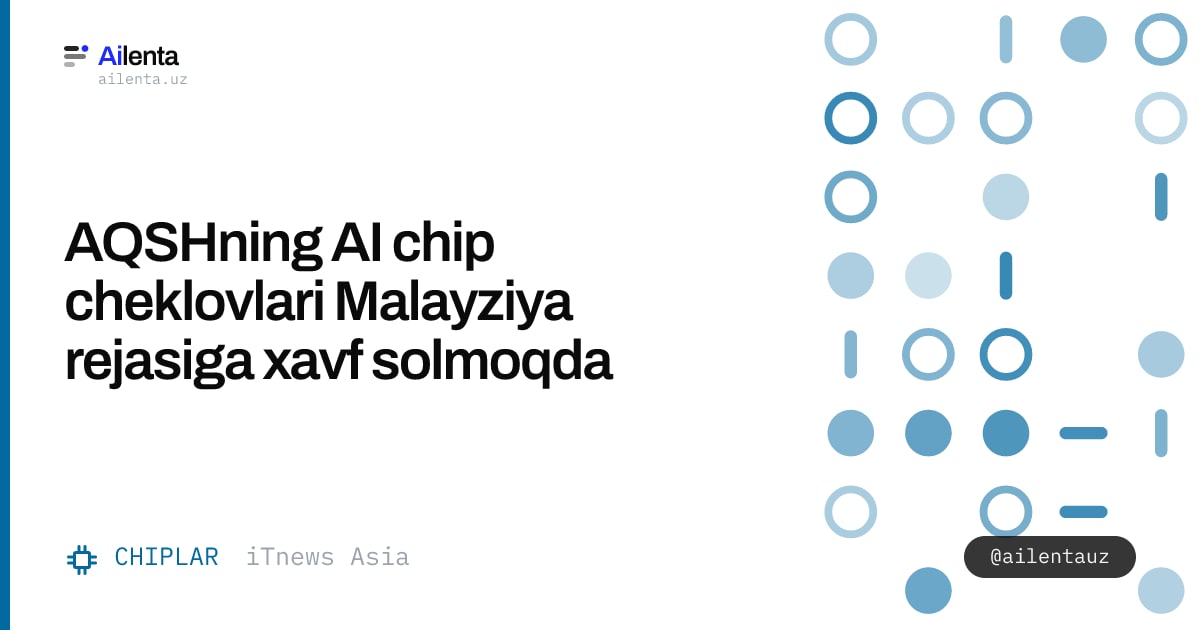 Ailenta
ailenta.uz
AQSHning AI chip
cheklovlari Malayziya
rejasiga xavf solmoqda
CHIPLAR iTnews Asia
@ailentauz